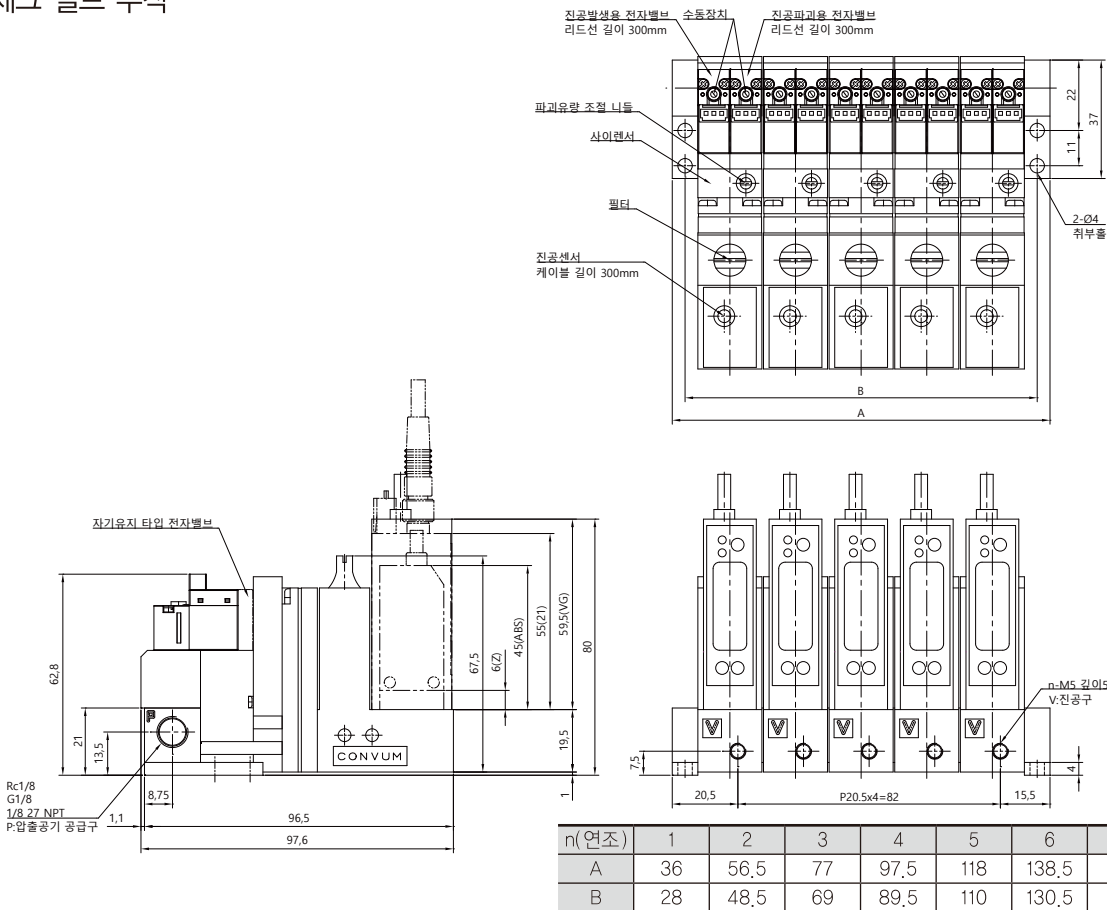 진공발생용 전자밸브
리드선 길이 300mm
수동장치
진공파괴용 전자밸브
리드선 길이 300mm
파괴유량 조절 니들
사이렌서
필터
진공센서
케이블 길이 300mm
22
37
11
2-Ø4
취부홀
B
A
자기유지 타입 전자밸브
62,8
21
13,5
P
8,75
Rc1/8
G1/8
1/8 27 NPT
P:압출공기 공급구
1,1
96,5
97,6
CONVUM
67,5
6(Z)
45(ABS)
55(21)
59,5(VG)
80
19,5
1
n-M5 깊이5
V:진공구
V V V V V
7,5
4
20,5
P20.5x4=82
15,5
n(연조) 1 2 3 4 5 6
A 36 56.5 77 97.5 118 138.5
B 28 48.5 69 89.5 110 130.5